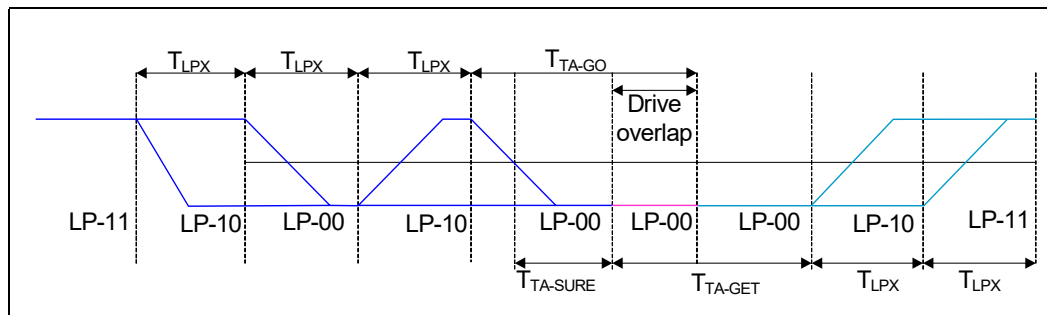 TLPX TLPX TLPX TTA-GO
Drive
overlap
LP-11 LP-10 LP-00 LP-10 LP-00 LP-00 LP-00 LP-10 LP-11
TTA-SURE TTA-GET TLPX TLPX